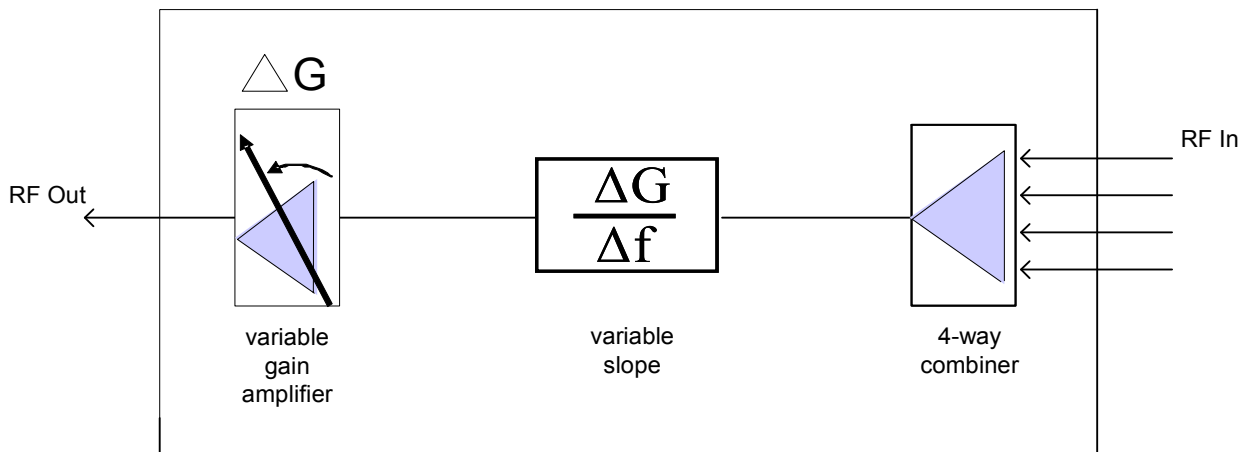 △ G
RF In
RF Out
ΔG
Δf
variable
gain
amplifier
variable
slope
4-way
combiner